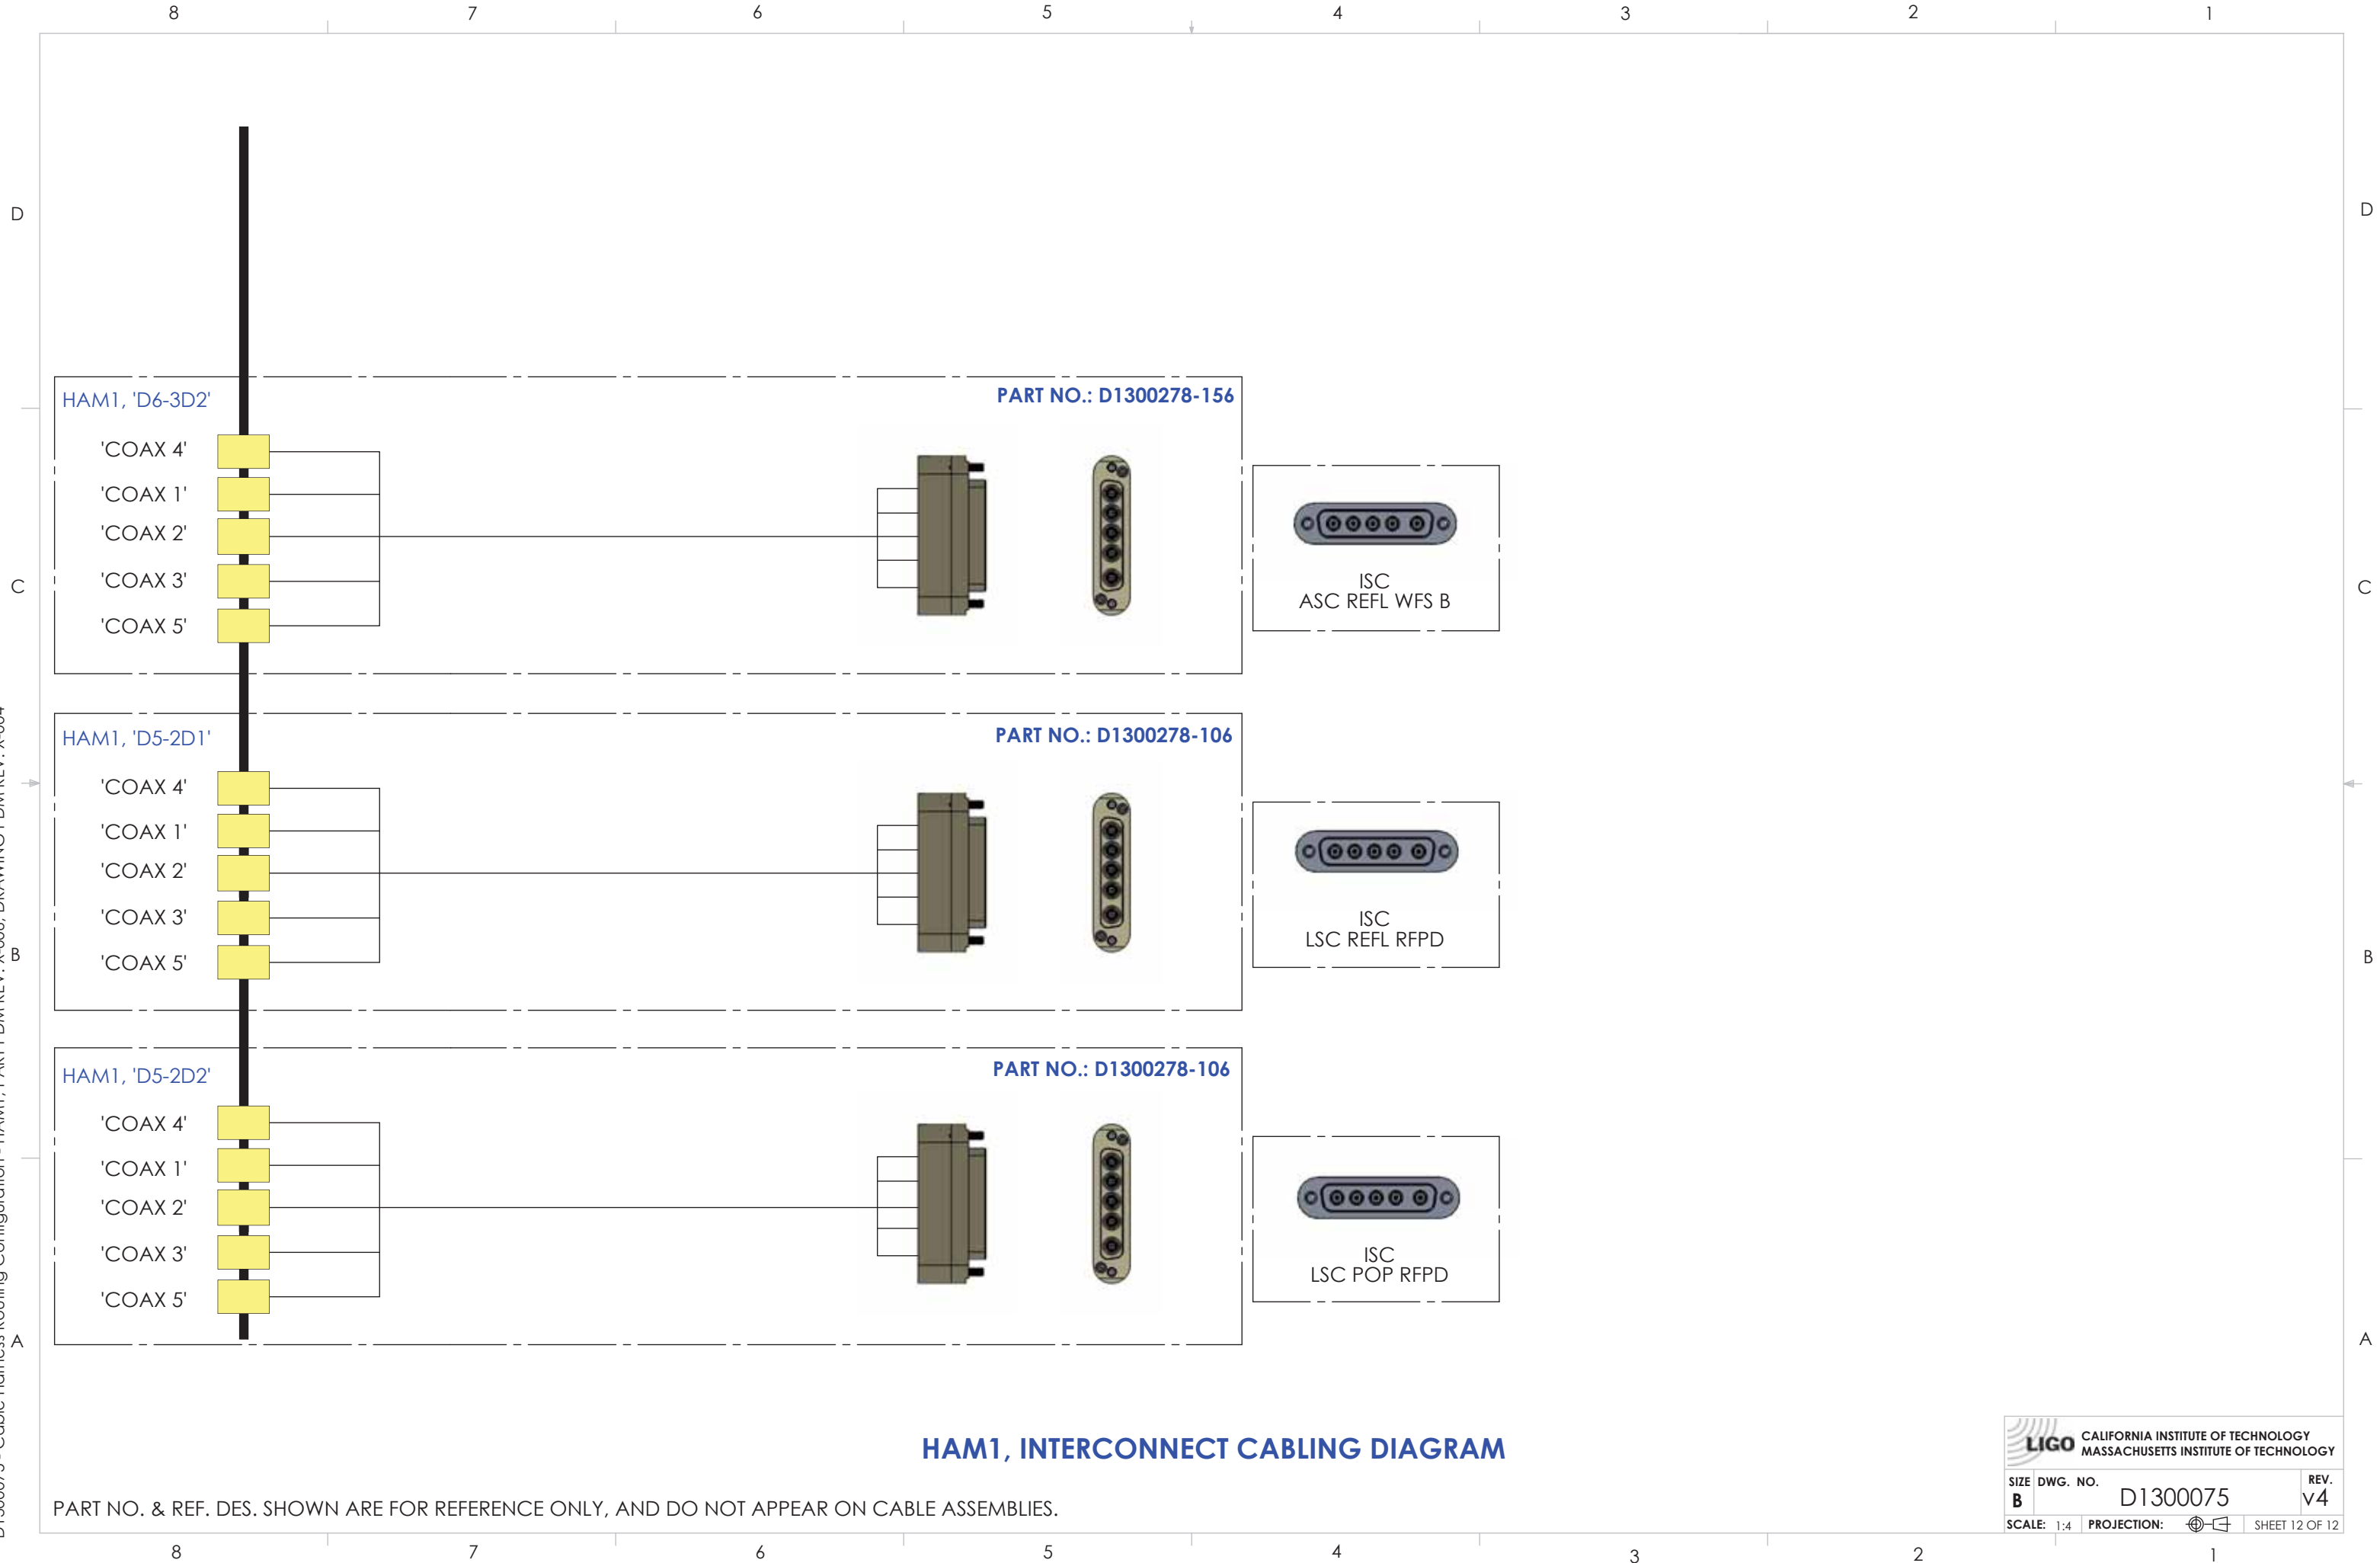 8 7 6 5 4 3 2 1
D D
HAM1, 'D6-3D2'
PART NO.: D1300278-156
'COAX 4'
'COAX 1'
'COAX 2'
'COAX 3'
'COAX 5'
ISC
ASC REFL WFS B
C C
HAM1, 'D5-2D1'
PART NO.: D1300278-106
'COAX 4'
'COAX 1'
'COAX 2'
'COAX 3'
'COAX 5'
ISC
LSC REFL RFPD
B B
HAM1, 'D5-2D2'
PART NO.: D1300278-106
'COAX 4'
'COAX 1'
'COAX 2'
'COAX 3'
'COAX 5'
ISC
LSC POP RFPD
A A
HAM1, INTERCONNECT CABLING DIAGRAM
PART NO. & REF. DES. SHOWN ARE FOR REFERENCE ONLY, AND DO NOT APPEAR ON CABLE ASSEMBLIES.
LIGO
CALIFORNIA INSTITUTE OF TECHNOLOGY
MASSACHUSETTS INSTITUTE OF TECHNOLOGY
SIZE DWG. NO. REV.
B D1300075 v4
SCALE: 1:4 PROJECTION: SHEET 12 OF 12
8 7 6 5 4 3 2 1